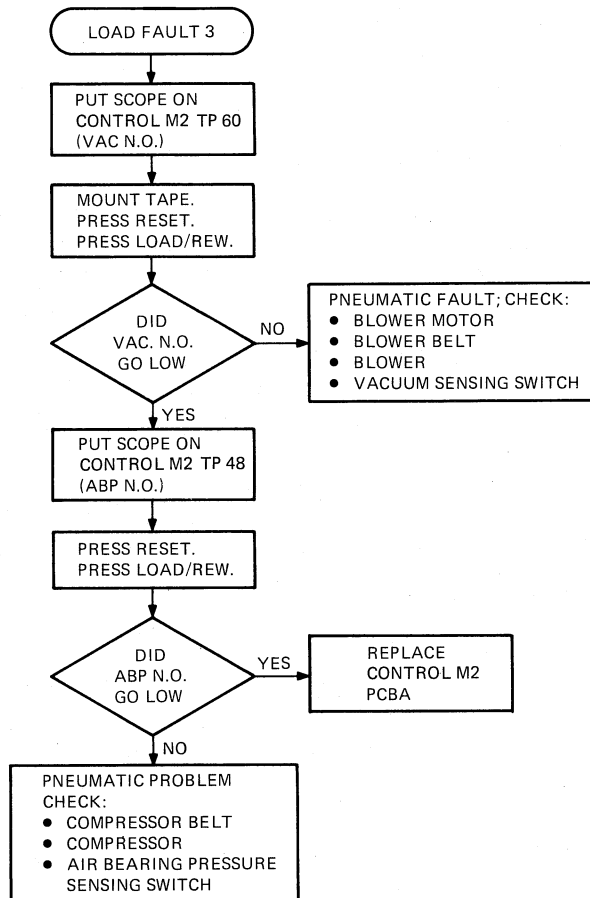 LOAD FAULT 3
PUT SCOPE ON
CONTROL M2 TP 60
(VAC N.O.)
MOUNT TAPE.
PRESS RESET.
PRESS LOAD/REW.
DID
VAC. N.O.
GO LOW
NO
PNEUMATIC FAULT; CHECK:
● BLOWER MOTOR
● BLOWER BELT
● BLOWER
● VACUUM SENSING SWITCH
YES
PUT SCOPE ON
CONTROL M2 TP 48
(ABP N.O.)
PRESS RESET.
PRESS LOAD/REW.
DID
ABP N.O.
GO LOW
YES
REPLACE
CONTROL M2
PCBA
NO
PNEUMATIC PROBLEM
CHECK:
● COMPRESSOR BELT
● COMPRESSOR
● AIR BEARING PRESSURE
SENSING SWITCH